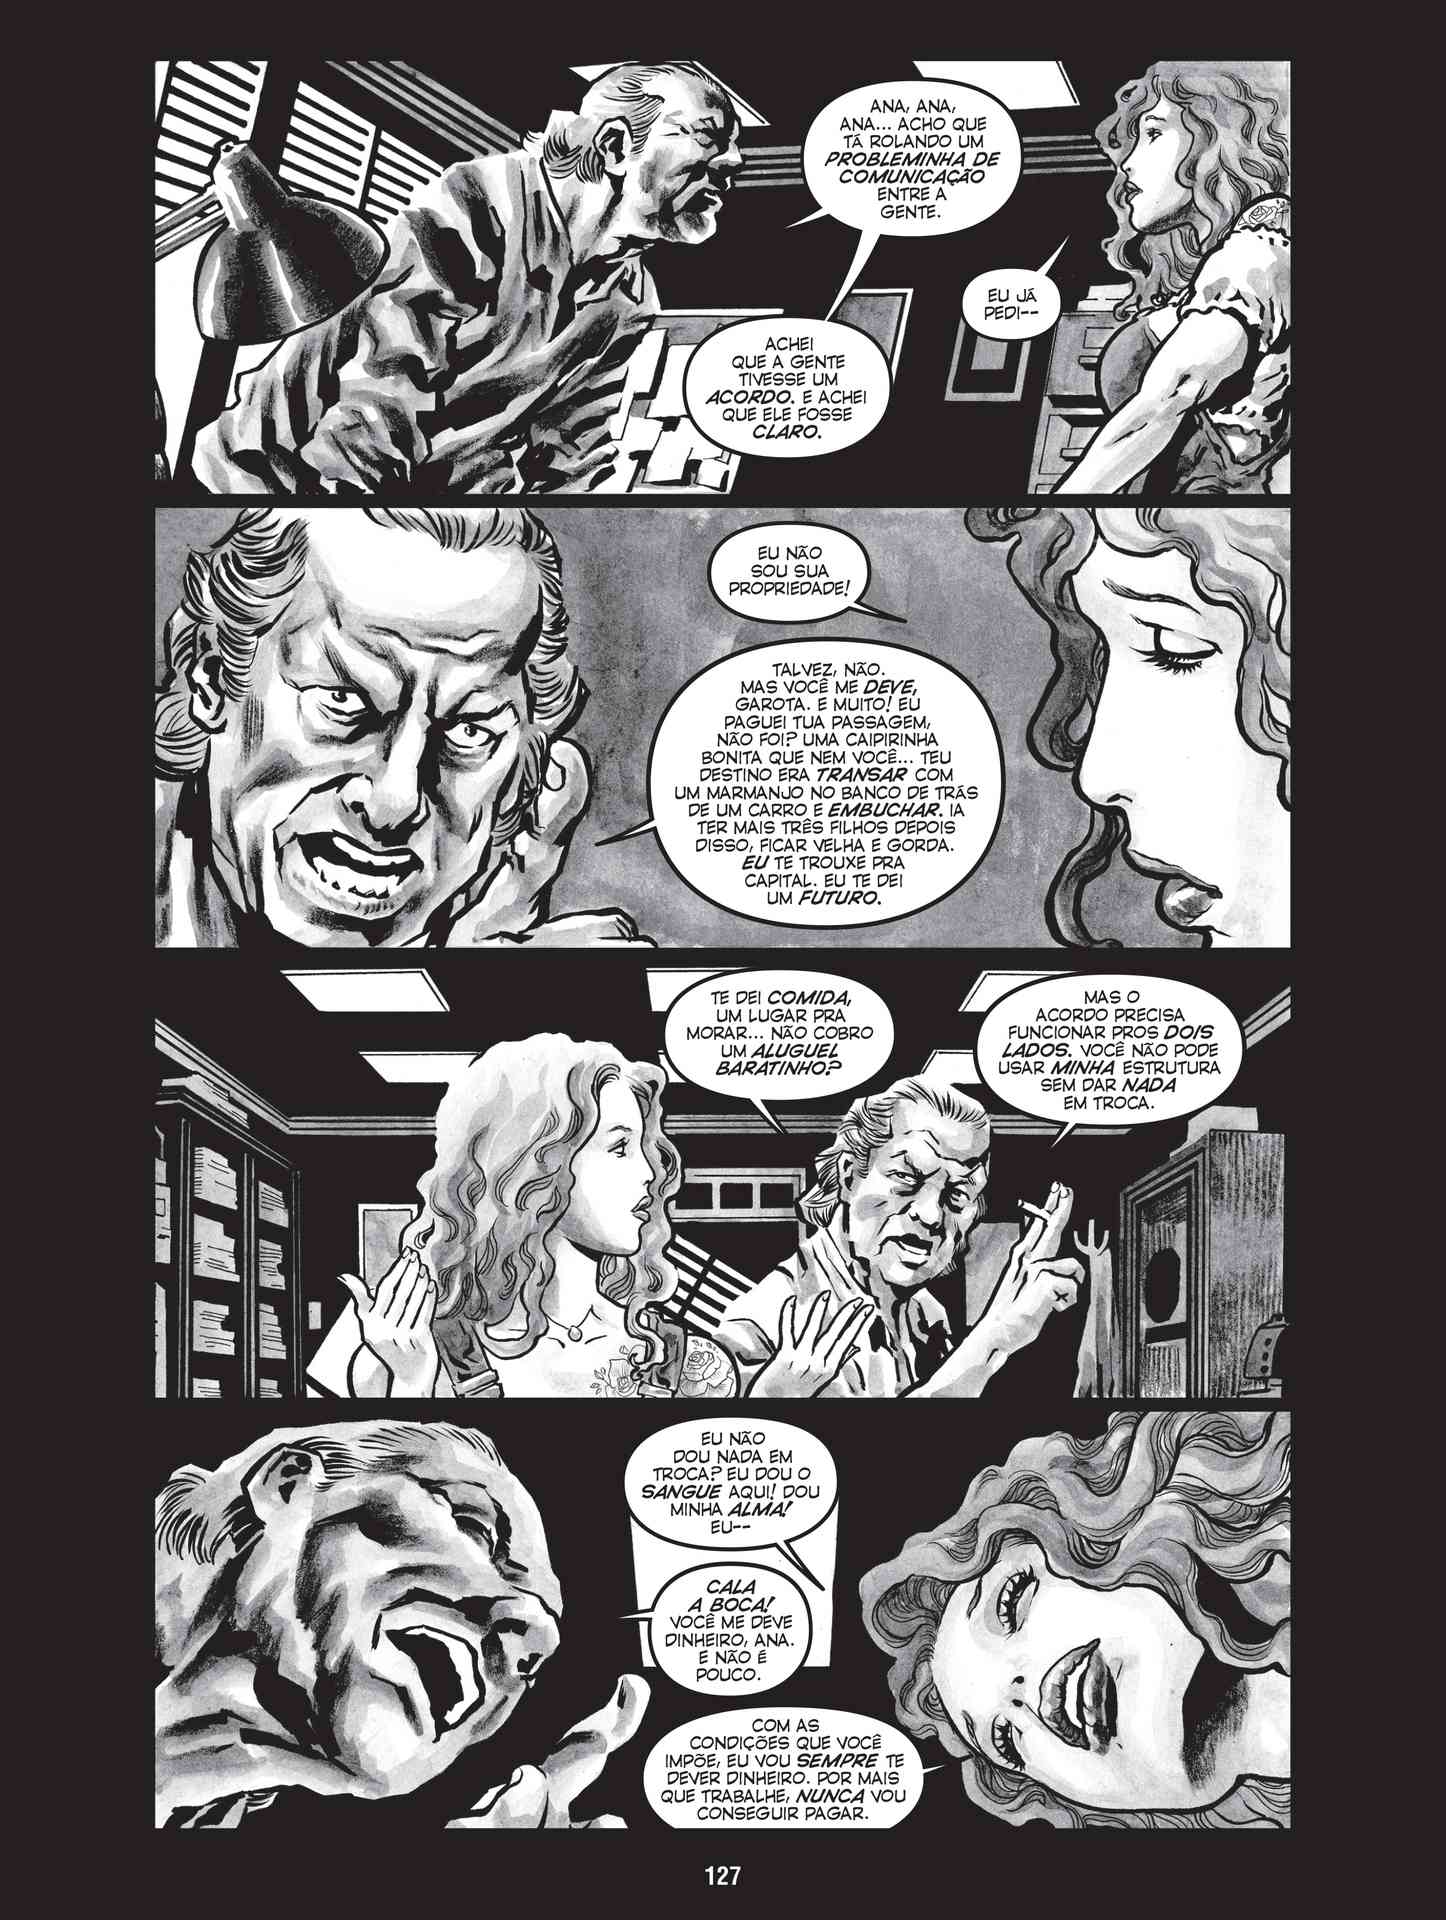 ANA, ANA,
ANA... ACHO QUE
TÁ ROLANDO UM
PROBLEMINHA DE
COMUNICAÇÃO
ENTRE A
GENTE.
EU JÁ
PEDI--
ACHEI
QUE A GENTE
TIVESSE UM
ACORDO. E ACHEI
QUE ELE FOSSE
CLARO.
EU NÃO
SOU SUA
PROPRIEDADE!
TALVEZ, NÃO.
MAS VOCÊ ME DEVE,
GAROTA. E MUITO! EU
PAGUEI TUA PASSAGEM,
NÃO FOI? UMA CAIPIRINHA
BONITA QUE NEM VOCÊ... TEU
DESTINO ERA TRANSAR COM
UM MARMANJO NO BANCO DE TRÁS
DE UM CARRO E EMBUCHAR. IA
TER MAIS TRÊS FILHOS DEPOIS
DISSO, FICAR VELHA E GORDA.
EU TE TROUXE PRA
CAPITAL. EU TE DEI
UM FUTURO.
TE DEI COMIDA,
UM LUGAR PRA
MORAR... NÃO COBRO
UM ALUGUEL
BARATINHO?
MAS O
ACORDO PRECISA
FUNCIONAR PROS DOIS
LADOS. VOCÊ NÃO PODE
USAR MINHA ESTRUTURA
SEM DAR NADA
EM TROCA.
EU NÃO
DOU NADA EM
TROCA? EU DOU O
SANGUE AQUI! DOU
MINHA ALMA!
EU--
CALA
A BOCA!
VOCÊ ME DEVE
DINHEIRO, ANA.
E NÃO É
POUCO.
COM AS
CONDIÇÕES QUE VOCÊ
IMPÕE, EU VOU SEMPRE TE
DEVER DINHEIRO. POR MAIS
QUE TRABALHE, NUNCA VOU
CONSEGUIR PAGAR.
127